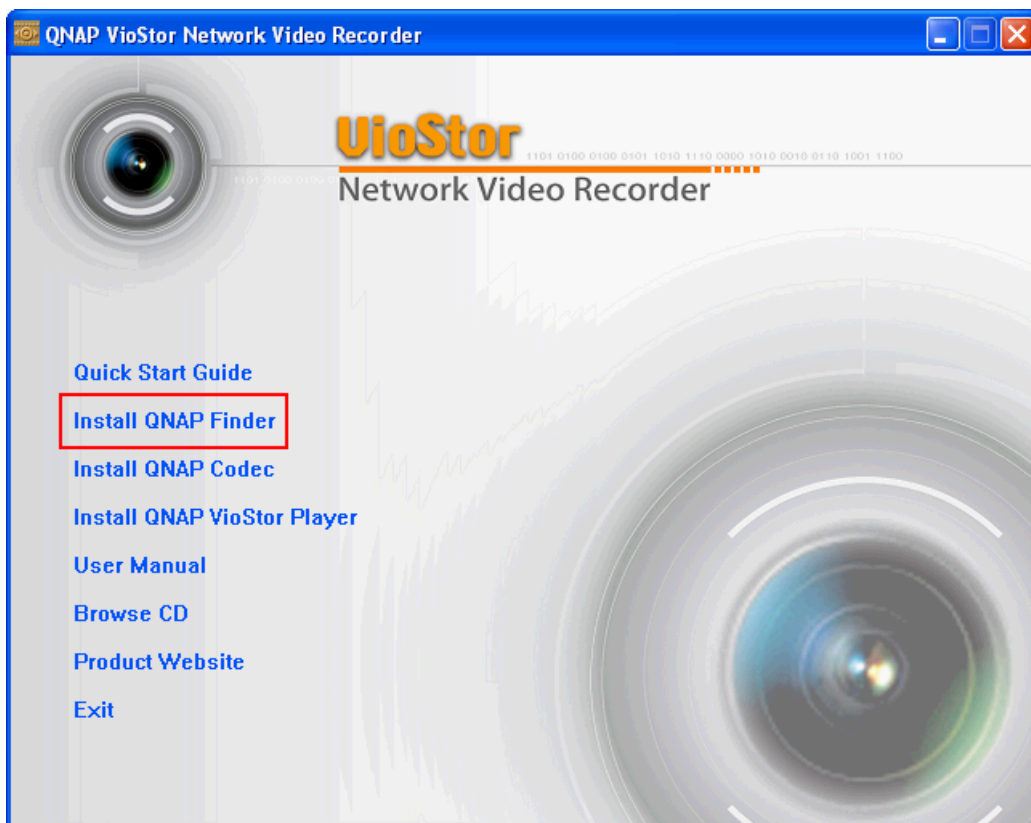 QNAP VioStor Network Video Recorder
VioStor
1101 0100 0100 0101 1010 1110 0000 1010 0010 0110 1001 1100
Network Video Recorder
Quick Start Guide
Install QNAP Finder
Install QNAP Codec
Install QNAP VioStor Player
User Manual
Browse CD
Product Website
Exit